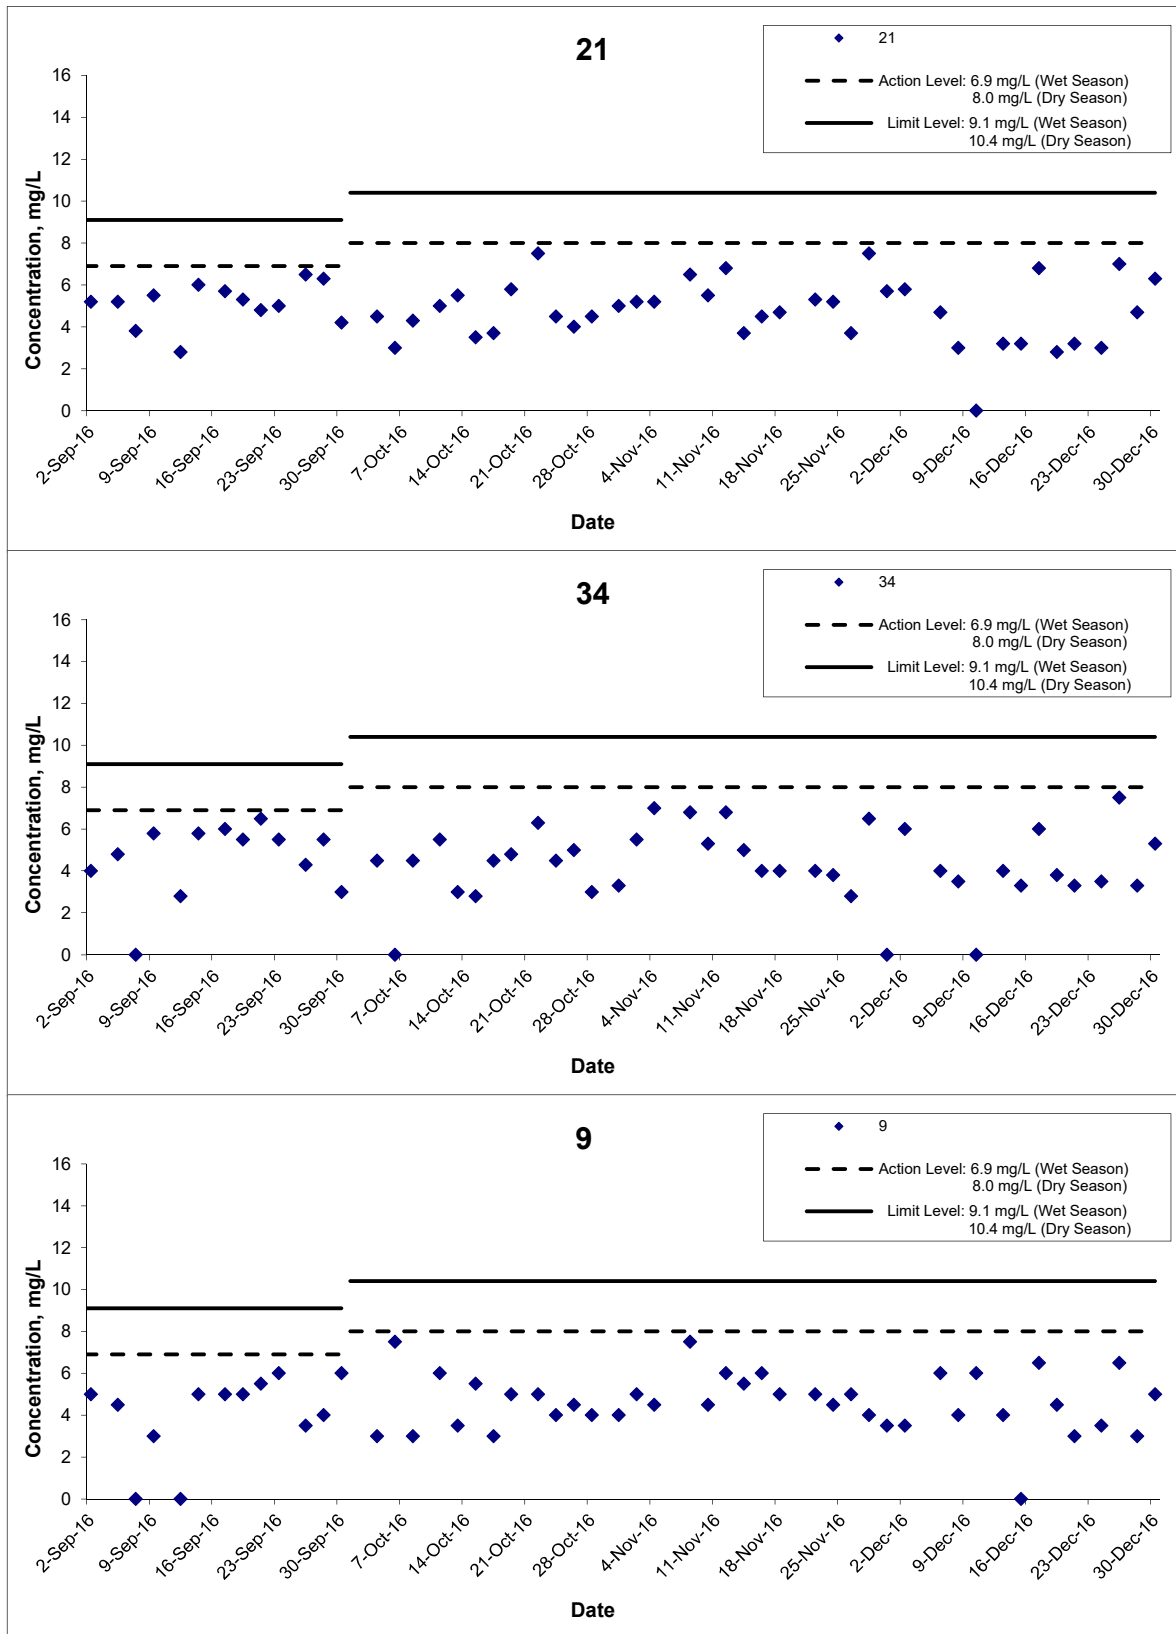 21
21
Action Level: 6.9 mg/L (Wet Season)
8.0 mg/L (Dry Season)
Limit Level: 9.1 mg/L (Wet Season)
10.4 mg/L (Dry Season)
Concentration, mg/L
16
14
12
10
8
6
4
2
0
2-Sep-16
9-Sep-16
16-Sep-16
23-Sep-16
30-Sep-16
7-Oct-16
14-Oct-16
21-Oct-16
28-Oct-16
4-Nov-16
11-Nov-16
18-Nov-16
25-Nov-16
2-Dec-16
9-Dec-16
16-Dec-16
23-Dec-16
30-Dec-16
Date
34
34
Action Level: 6.9 mg/L (Wet Season)
8.0 mg/L (Dry Season)
Limit Level: 9.1 mg/L (Wet Season)
10.4 mg/L (Dry Season)
Concentration, mg/L
16
14
12
10
8
6
4
2
0
2-Sep-16
9-Sep-16
16-Sep-16
23-Sep-16
30-Sep-16
7-Oct-16
14-Oct-16
21-Oct-16
28-Oct-16
4-Nov-16
11-Nov-16
18-Nov-16
25-Nov-16
2-Dec-16
9-Dec-16
16-Dec-16
23-Dec-16
30-Dec-16
Date
9
9
Action Level: 6.9 mg/L (Wet Season)
8.0 mg/L (Dry Season)
Limit Level: 9.1 mg/L (Wet Season)
10.4 mg/L (Dry Season)
Concentration, mg/L
16
14
12
10
8
6
4
2
0
2-Sep-16
9-Sep-16
16-Sep-16
23-Sep-16
30-Sep-16
7-Oct-16
14-Oct-16
21-Oct-16
28-Oct-16
4-Nov-16
11-Nov-16
18-Nov-16
25-Nov-16
2-Dec-16
9-Dec-16
16-Dec-16
23-Dec-16
30-Dec-16
Date